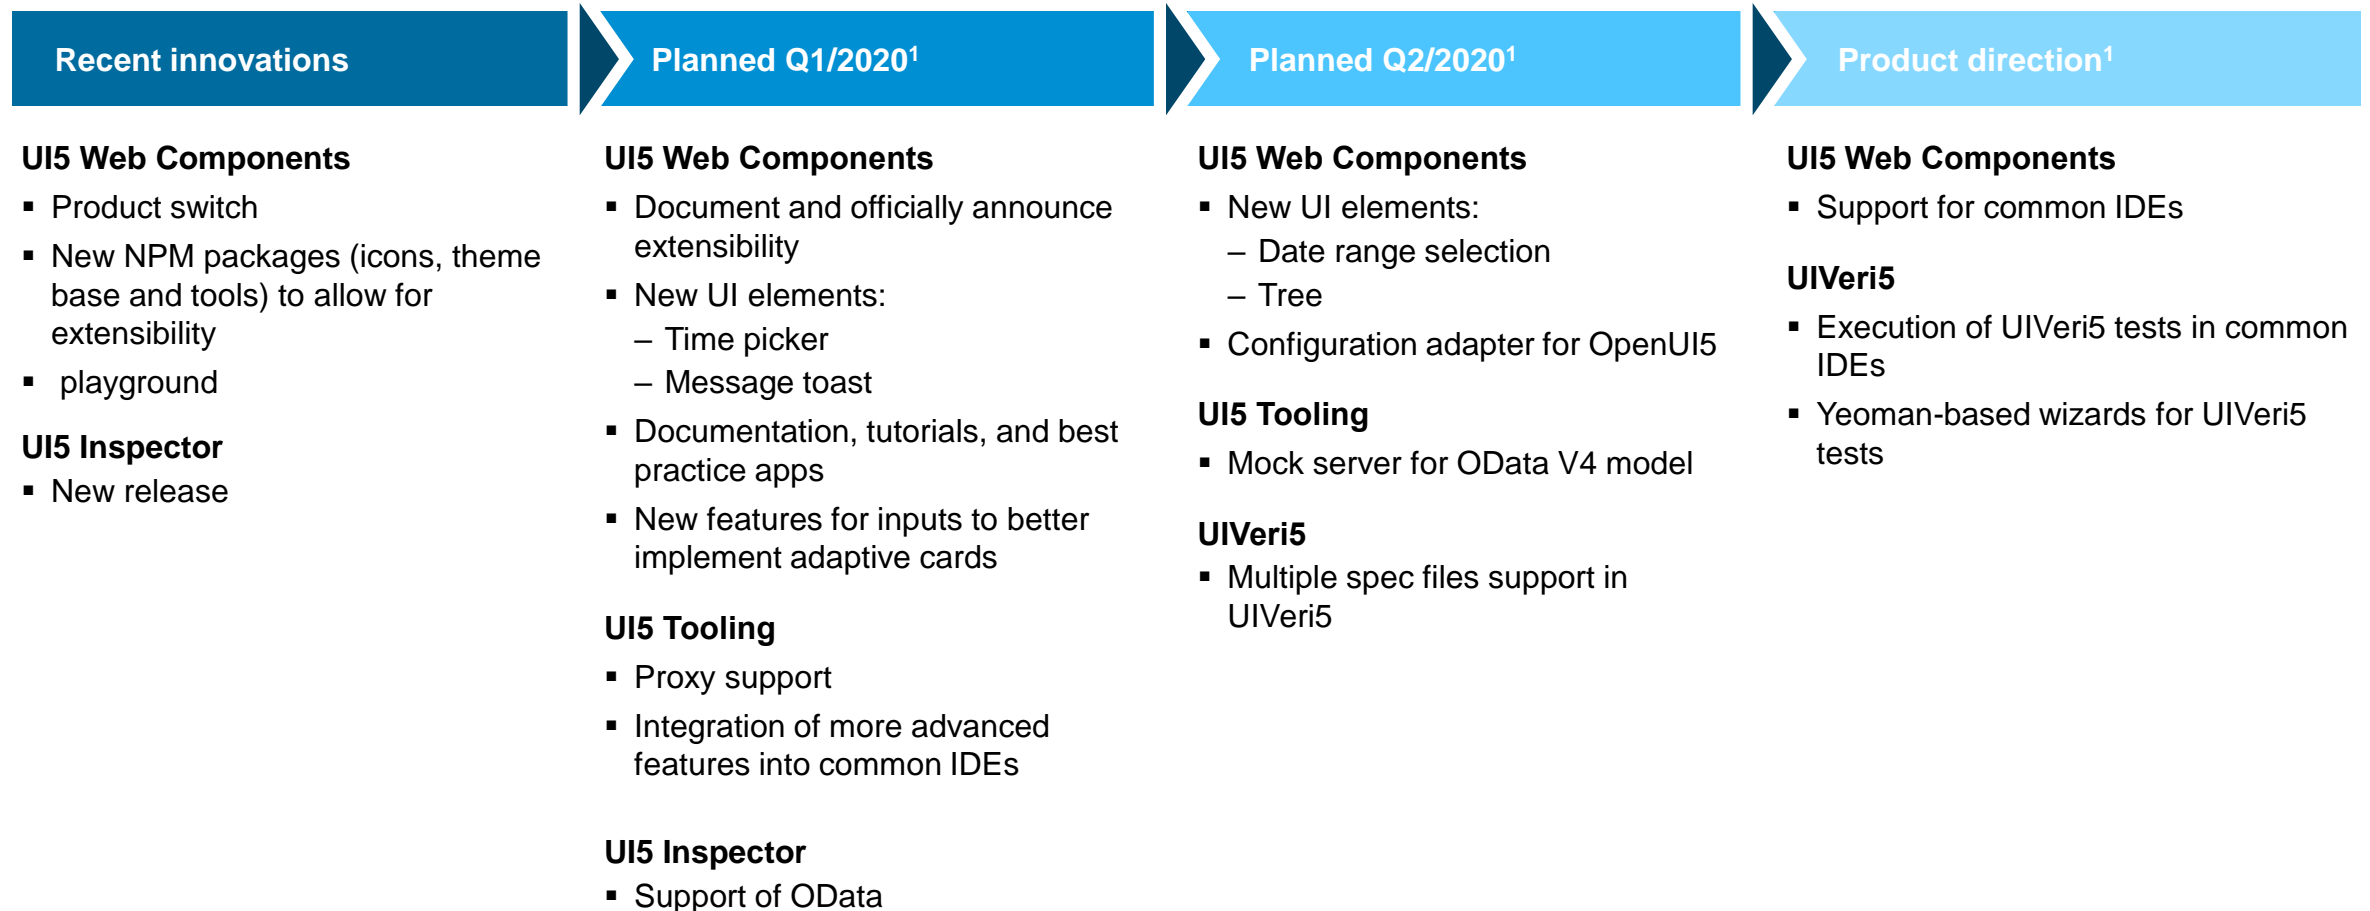 Recent innovations
Planned Q1/2020¹
Planned Q2/2020¹
Product direction¹
UI5 Web Components
▪ Product switch
▪ New NPM packages (icons, theme
base and tools) to allow for
extensibility
▪ playground
UI5 Inspector
▪ New release
UI5 Web Components
▪ Document and officially announce
extensibility
▪ New UI elements:
– Time picker
– Message toast
▪ Documentation, tutorials, and best
practice apps
▪ New features for inputs to better
implement adaptive cards
UI5 Tooling
▪ Proxy support
▪ Integration of more advanced
features into common IDEs
UI5 Inspector
▪ Support of OData
UI5 Web Components
▪ New UI elements:
– Date range selection
– Tree
▪ Configuration adapter for OpenUI5
UI5 Tooling
▪ Mock server for OData V4 model
UIVeri5
▪ Multiple spec files support in
UIVeri5
UI5 Web Components
▪ Support for common IDEs
UIVeri5
▪ Execution of UIVeri5 tests in common
IDEs
▪ Yeoman-based wizards for UIVeri5
tests